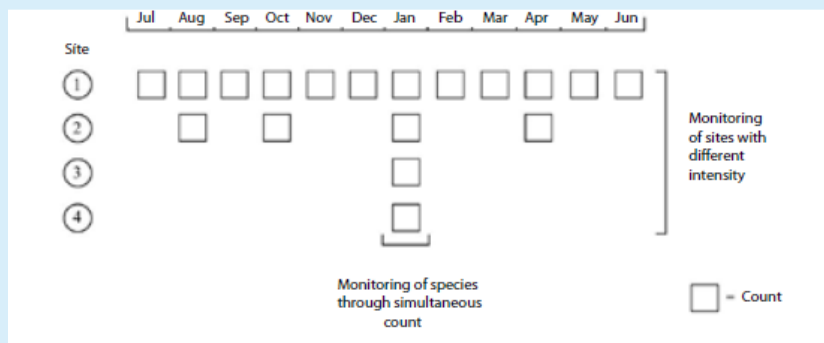 Jul Aug Sep Oct Nov Dec Jan Feb Mar Apr May Jun
Site
1
2
3
4
Monitoring
of sites with
different
intensity
Monitoring of species
through simultaneous
count
= Count